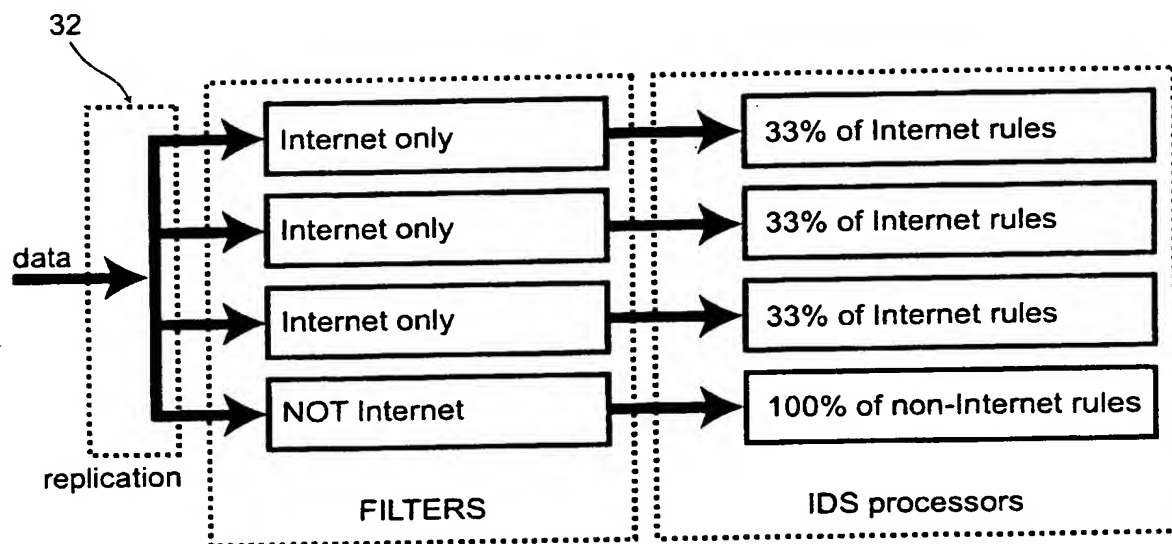 32
Internet only
33% of Internet rules
Internet only
33% of Internet rules
data
Internet only
33% of Internet rules
NOT Internet
100% of non-Internet rules
replication
FILTERS
IDS processors